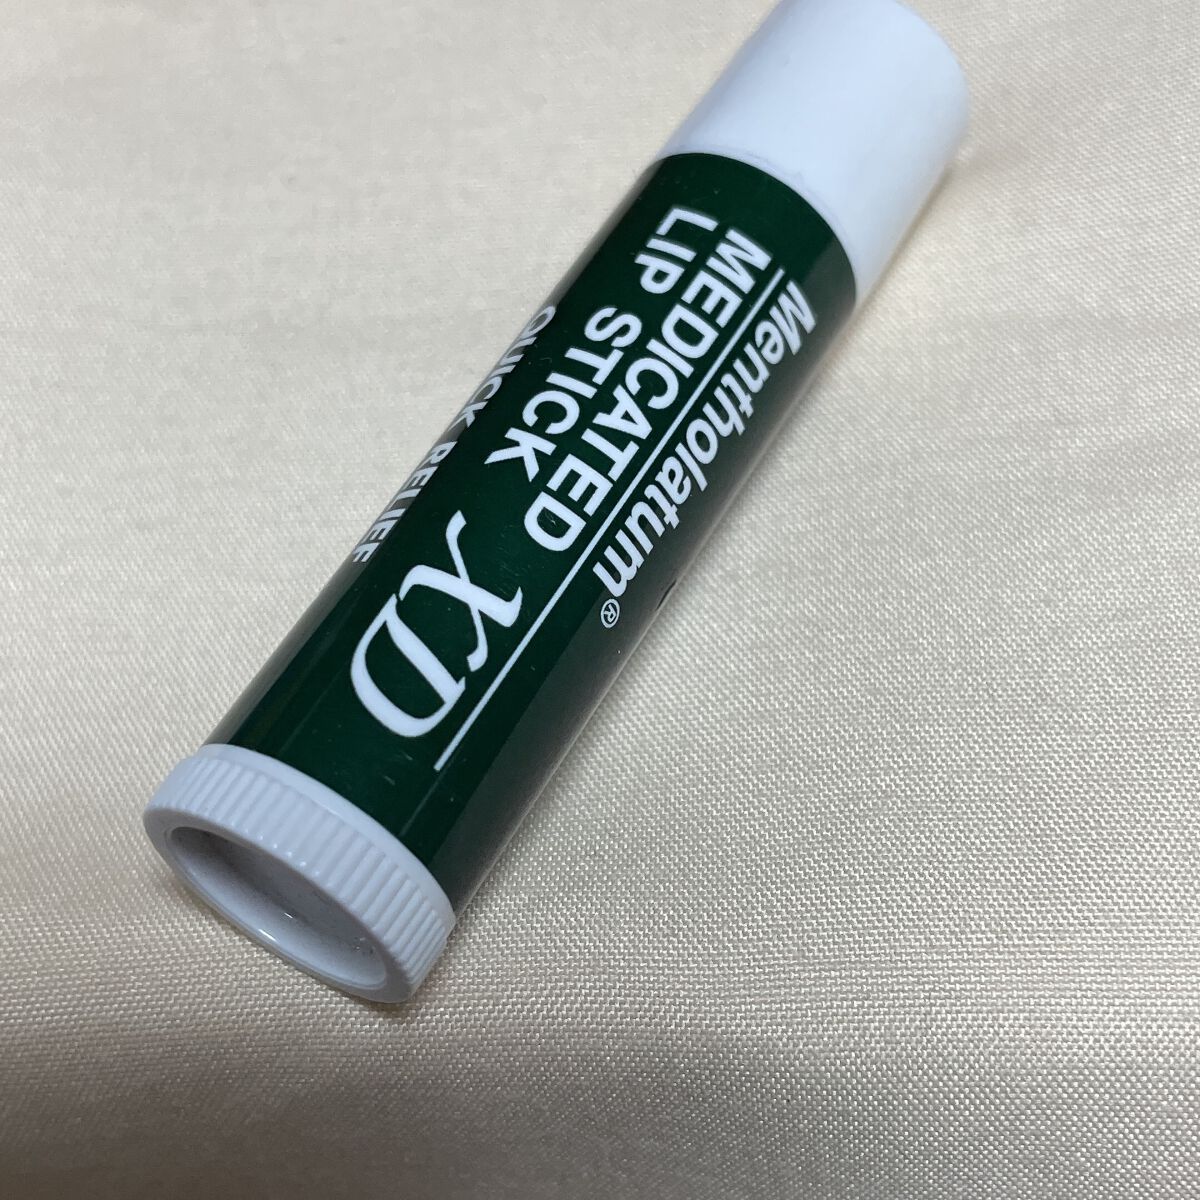 Mentholatum®
MEDICATED
LIP STICK XD
QUICK RELIEF